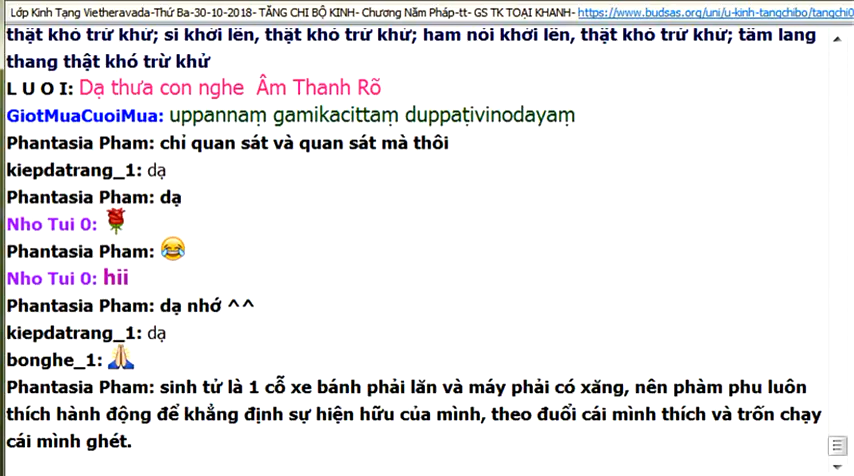 Lớp Kinh Tạng Vietheravada-Thứ Ba-30-10-2018- TĂNG CHI BỘ KINH- Chương Năm Pháp-tt- GS TK TOẠI KHANH- https://www.budsas.org/uni/u-kinh-tangchibo/tangchi0
thật khó trừ khử; si khởi lên, thật khó trừ khử; ham nói khởi lên, thật khó trừ khử; tâm lang
thang thật khó trừ khử
L U O I: Dạ thưa con nghe Âm Thanh Rõ
GiotMuaCuoiMua: uppannaṃ gamikacittaṃ duppaṭivinodayaṃ
Phantasia Pham: chỉ quan sát và quan sát mà thôi
kiepdatrang_1: dạ
Phantasia Pham: dạ
Nho Tui 0:
Phantasia Pham:
Nho Tui 0: hii
Phantasia Pham: dạ nhớ ^^
kiepdatrang_1: dạ
bonghe_1:
Phantasia Pham: sinh tử là 1 cỗ xe bánh phải lăn và máy phải có xăng, nên phàm phu luôn
thích hành động để khẳng định sự hiện hữu của mình, theo đuổi cái mình thích và trốn chạy
cái mình ghét.